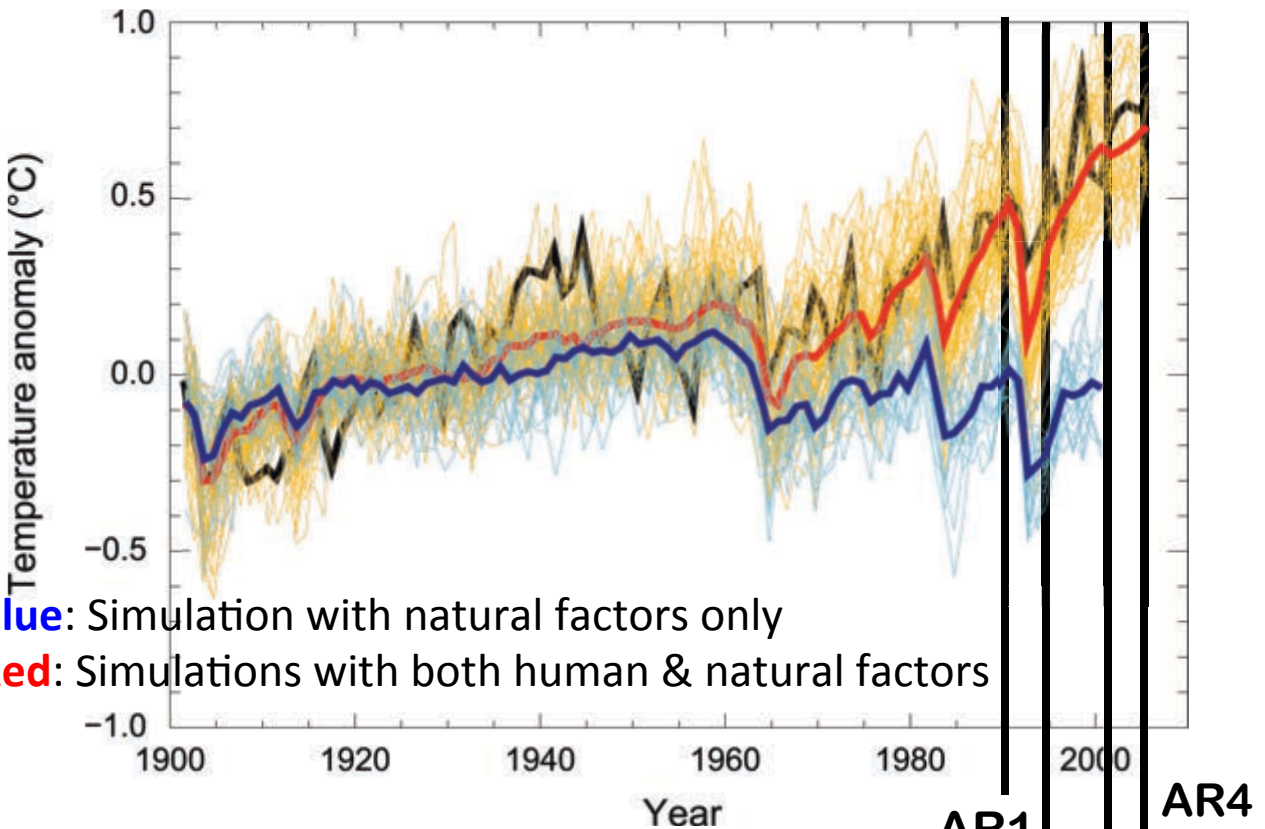 1.0
0.5
0.0
−0.5
−1.0
Temperature anomaly (°C)
lue: Simulation with natural factors only
ed: Simulations with both human & natural factors
1900 1920 1940 1960 1980 2000
Year
AR1
AR4